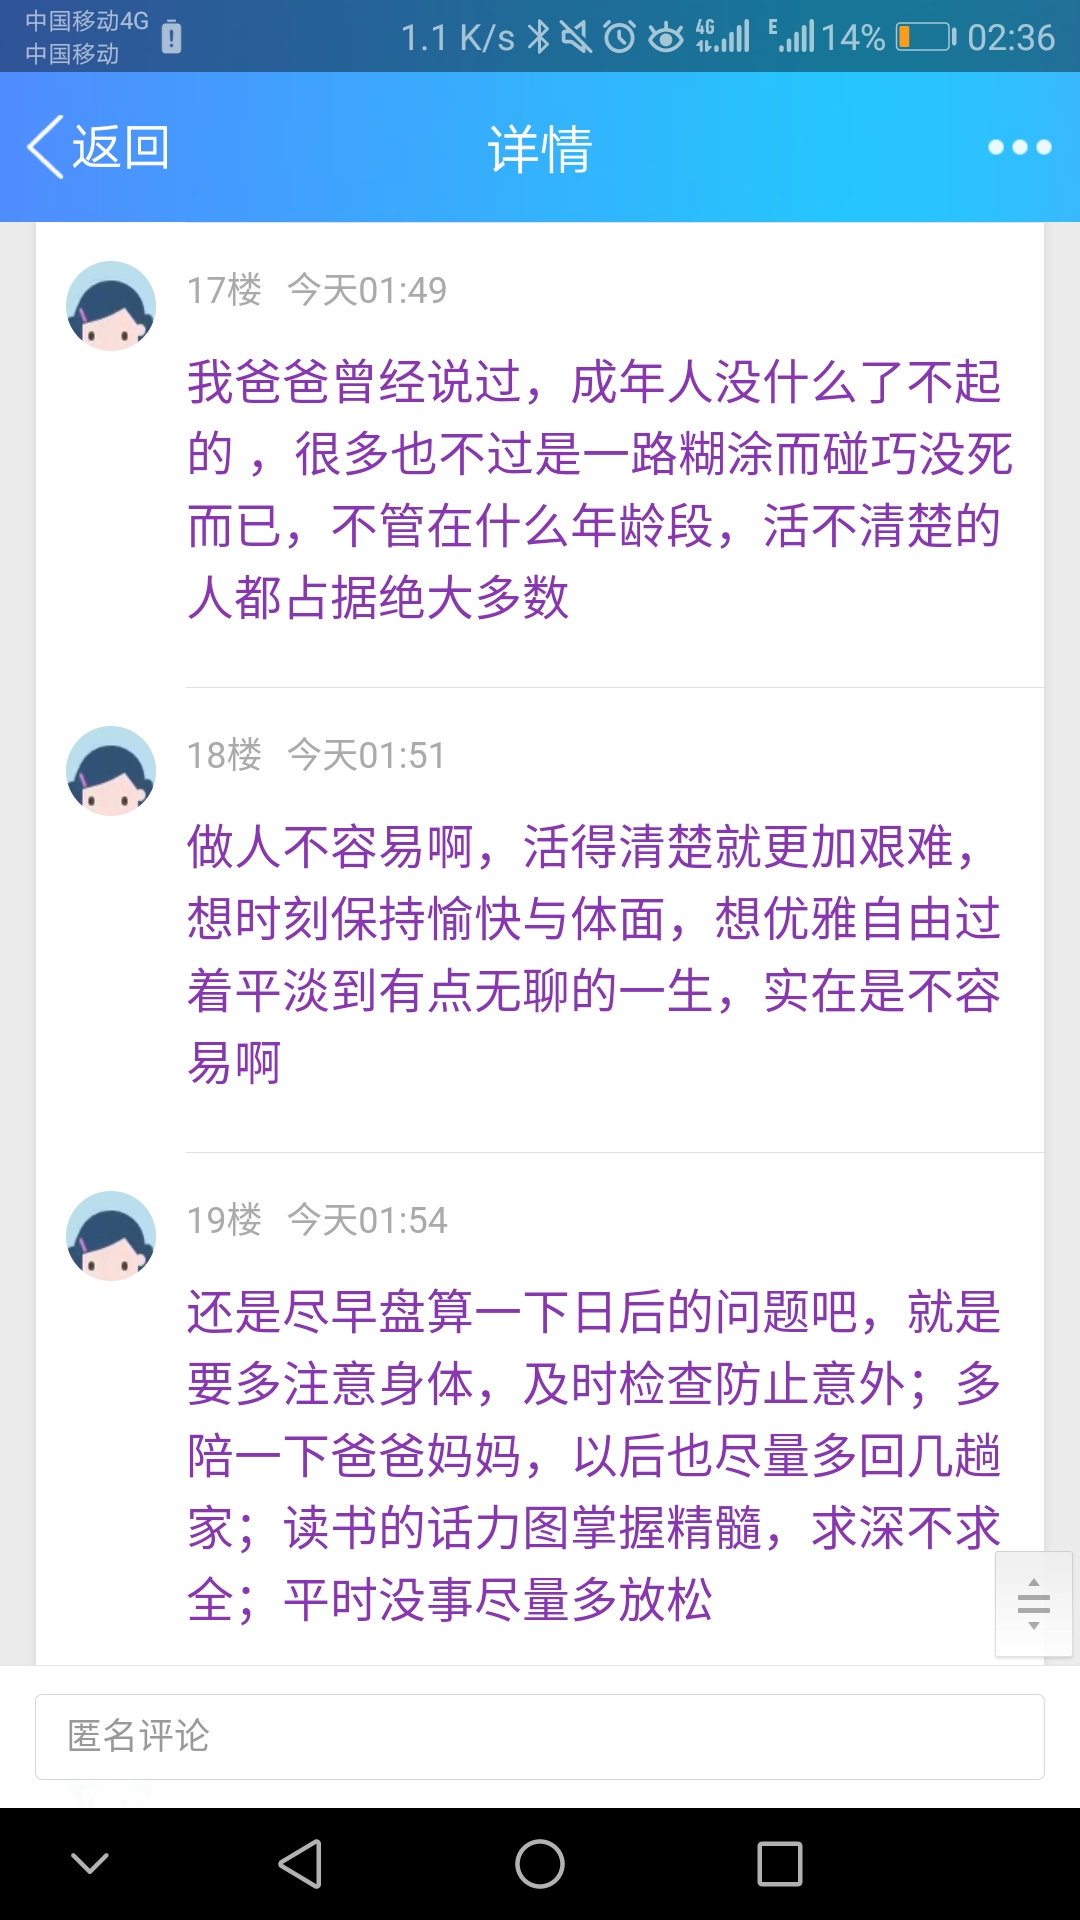 中国移动4G
中国移动
1.1 K/s 4G E 14% 02:36
返回 详情
17楼 今天01:49
我爸爸曾经说过，成年人没什么了不起
的 ，很多也不过是一路糊涂而碰巧没死
而已，不管在什么年龄段，活不清楚的
人都占据绝大多数
18楼 今天01:51
做人不容易啊，活得清楚就更加艰难，
想时刻保持愉快与体面，想优雅自由过
着平淡到有点无聊的一生，实在是不容
易啊
19楼 今天01:54
还是尽早盘算一下日后的问题吧，就是
要多注意身体，及时检查防止意外；多
陪一下爸爸妈妈，以后也尽量多回几趟
家；读书的话力图掌握精髓，求深不求
全；平时没事尽量多放松
匿名评论